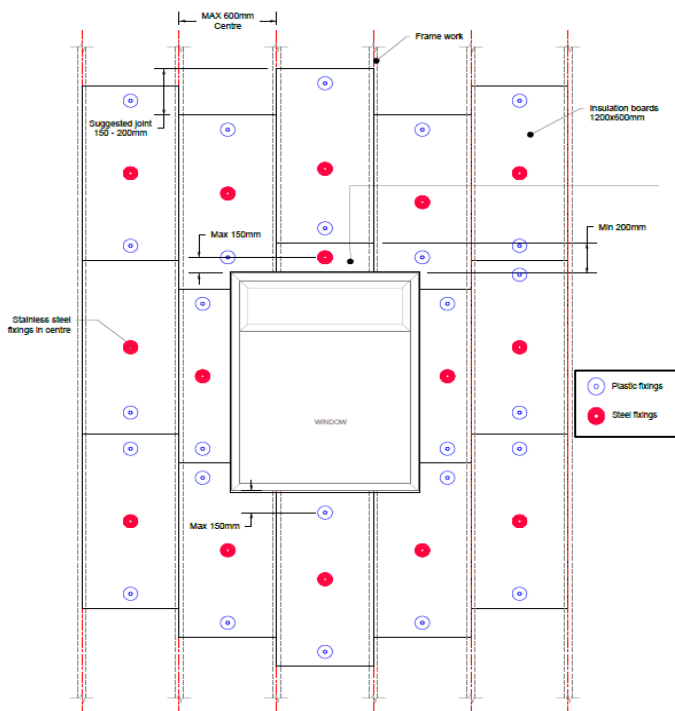 MAX 600mm
Centre
Frame work
Suggested joint
150 - 200mm
Insulation boards
1200x600mm
Max 150mm
Min 200mm
Stainless steel
fixings in centre
Plastic fixings
Steel fixings
WINDOW
Max 150mm